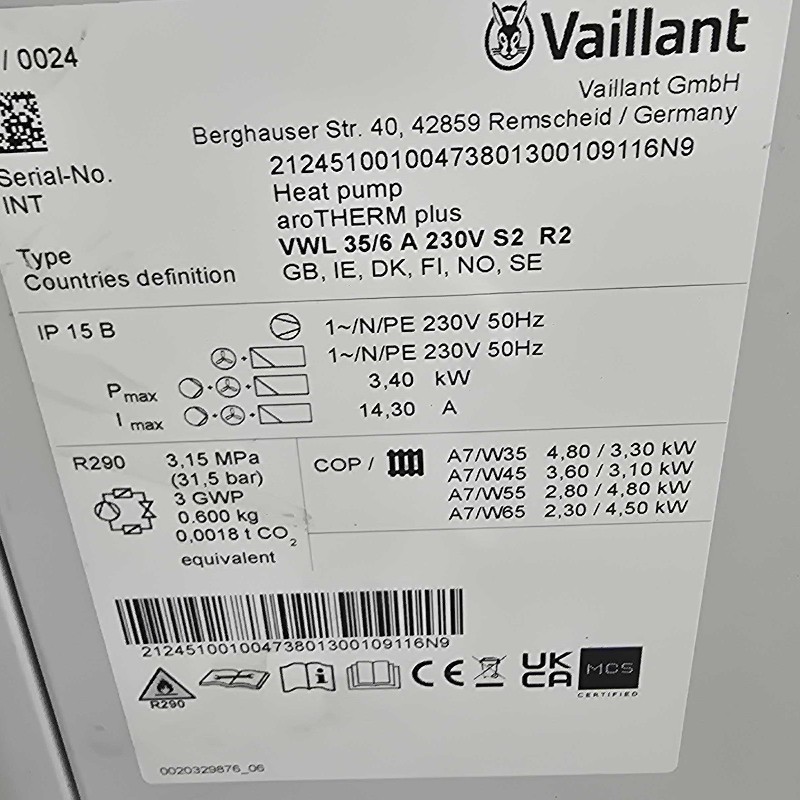 / 0024
Vaillant
Vaillant GmbH
Berghauser Str. 40, 42859 Remscheid / Germany
Serial-No. 21245100100473801300109116N9
INT Heat pump
aroTHERM plus
Type VWL 35/6 A 230V S2 R2
Countries definition GB, IE, DK, FI, NO, SE
IP 15 B 1~/N/PE 230V 50Hz
1~/N/PE 230V 50Hz
P max 3,40 kW
I max 14,30 A
R290 3,15 MPa
(31,5 bar)
3 GWP
0.600 kg
0,0018 t CO2
equivalent
COP / A7/W35 4,80 / 3,30 kW
A7/W45 3,60 / 3,10 kW
A7/W55 2,80 / 4,80 kW
A7/W65 2,30 / 4,50 kW
21245100100473801300109116N9
R290
i
CE
UK
CA
MCS
CERTIFIED
0020329876_06